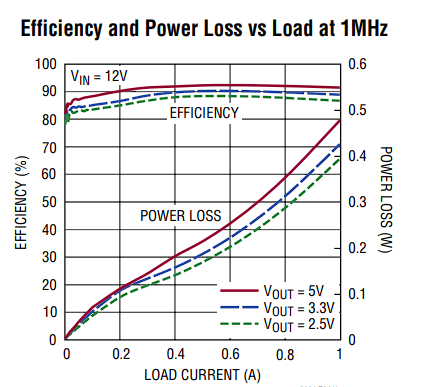 Efficiency and Power Loss vs Load at 1MHz
100
90
80
70
60
50
40
30
20
10
0
EFFICIENCY (%)
VIN = 12V
EFFICIENCY
POWER LOSS
VOUT = 5V
VOUT = 3.3V
VOUT = 2.5V
0.6
0.5
0.4
0.3
0.2
0.1
0
POWER LOSS (W)
0
0.2
0.4
0.6
0.8
1
LOAD CURRENT (A)